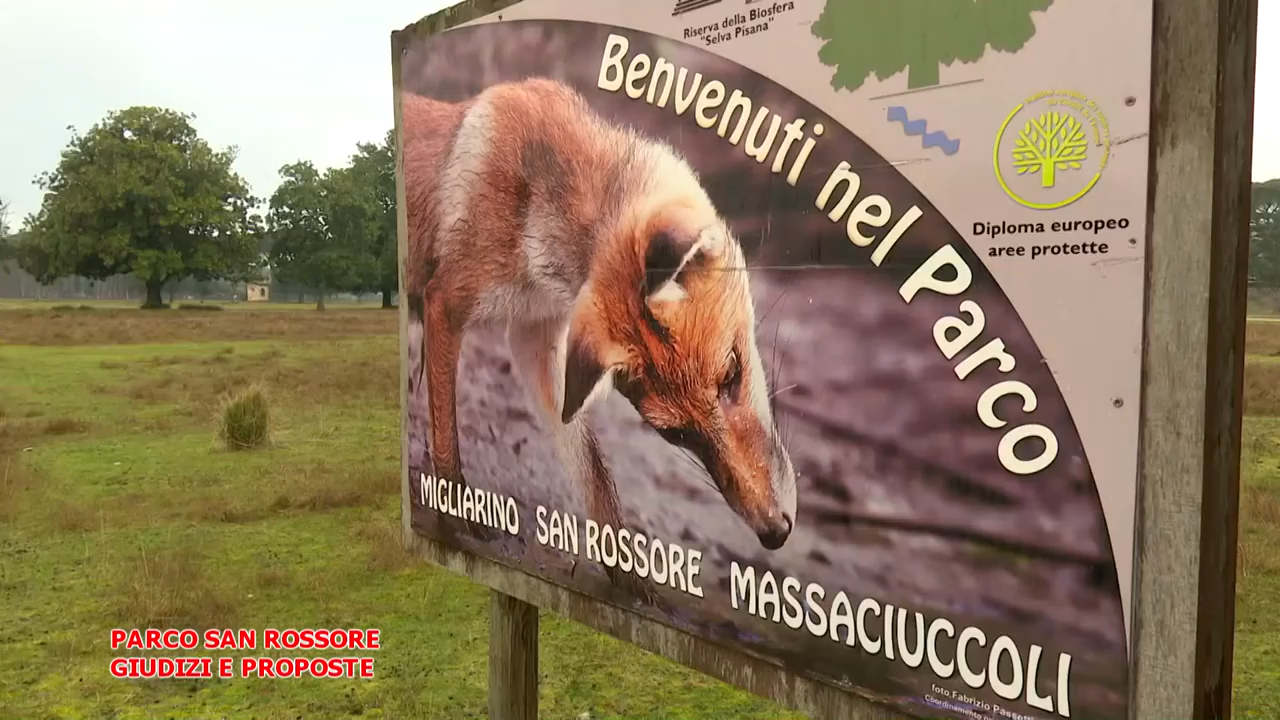 Riserva della Biosfera
"Selva Pisana"
Benvenuti nel Parco
Diploma europeo
aree protette
MIGLIARINO SAN ROSSORE MASSACIUCCOLI
foto Fabrizio
Coordinamento
PARCO SAN ROSSORE
GIUDIZI E PROPOSTE